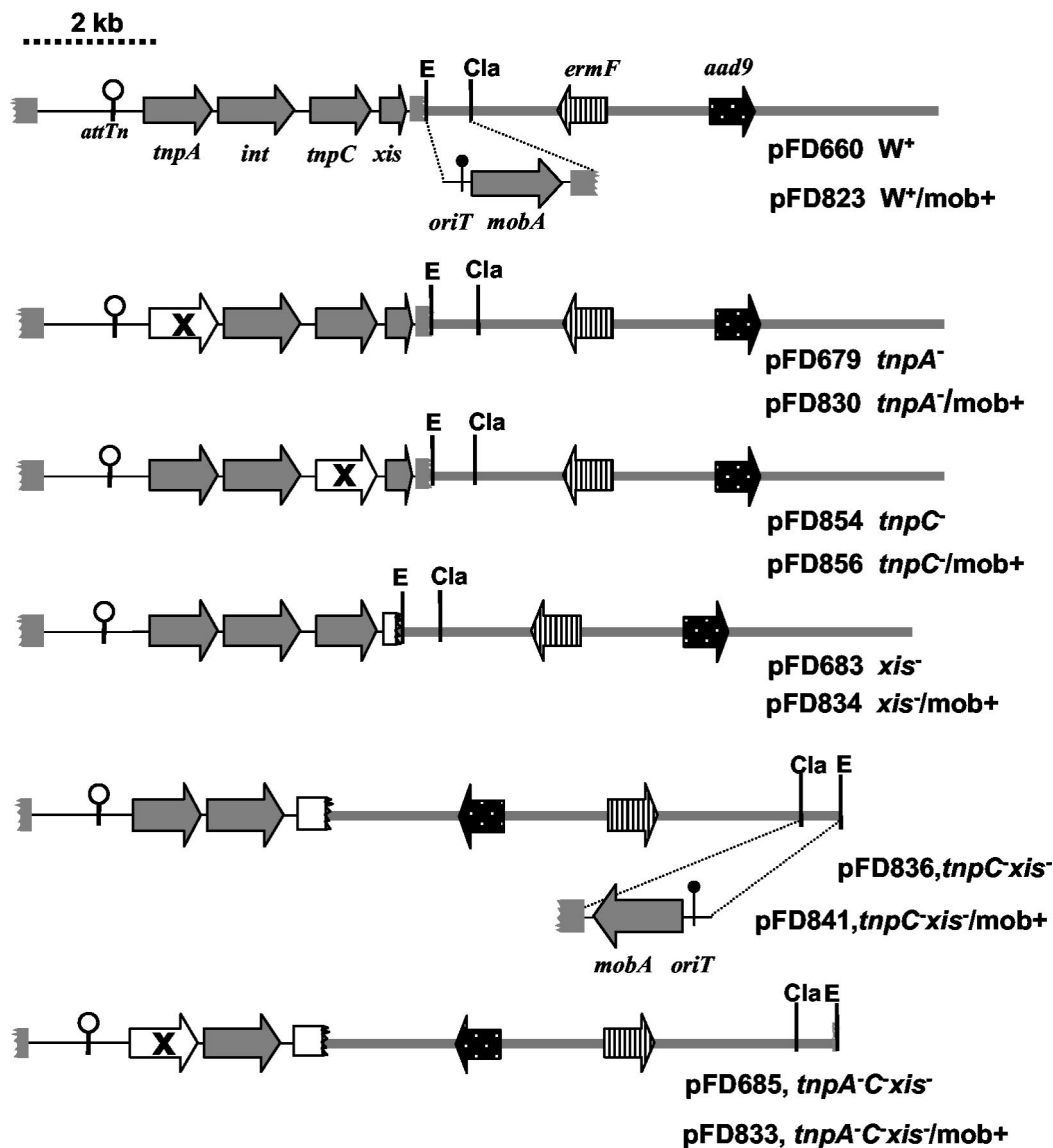 2 kb
E Cla ermF aad9
attTn
tnpA int tnpC xis
pFD660 W⁺
pFD823 W⁺/mob+
oriT mobA
E Cla
X
pFD679 tnpA⁻
pFD830 tnpA⁻/mob+
E Cla
X
pFD854 tnpC⁻
pFD856 tnpC⁻/mob+
E Cla
pFD683 xis⁻
pFD834 xis⁻/mob+
Cla E
pFD836,tnpC⁻xis⁻
pFD841,tnpC⁻xis⁻/mob+
mobA oriT
Cla E
X
pFD685, tnpA⁻C⁻xis⁻
pFD833, tnpA⁻C⁻xis⁻/mob+